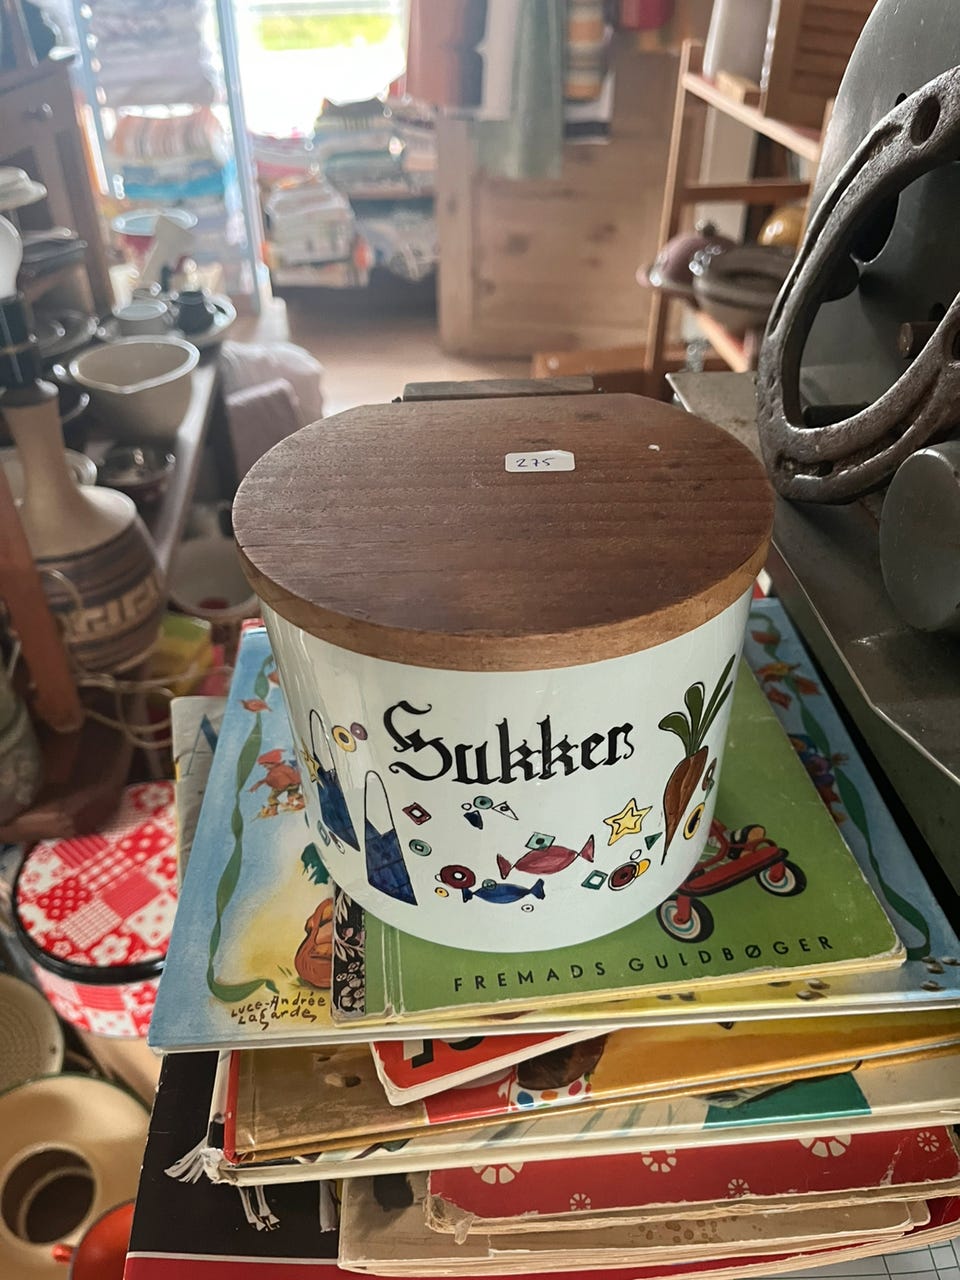 275
Sukker
FREMADS GULDBØGER
Luce-Andrée
Lagarde